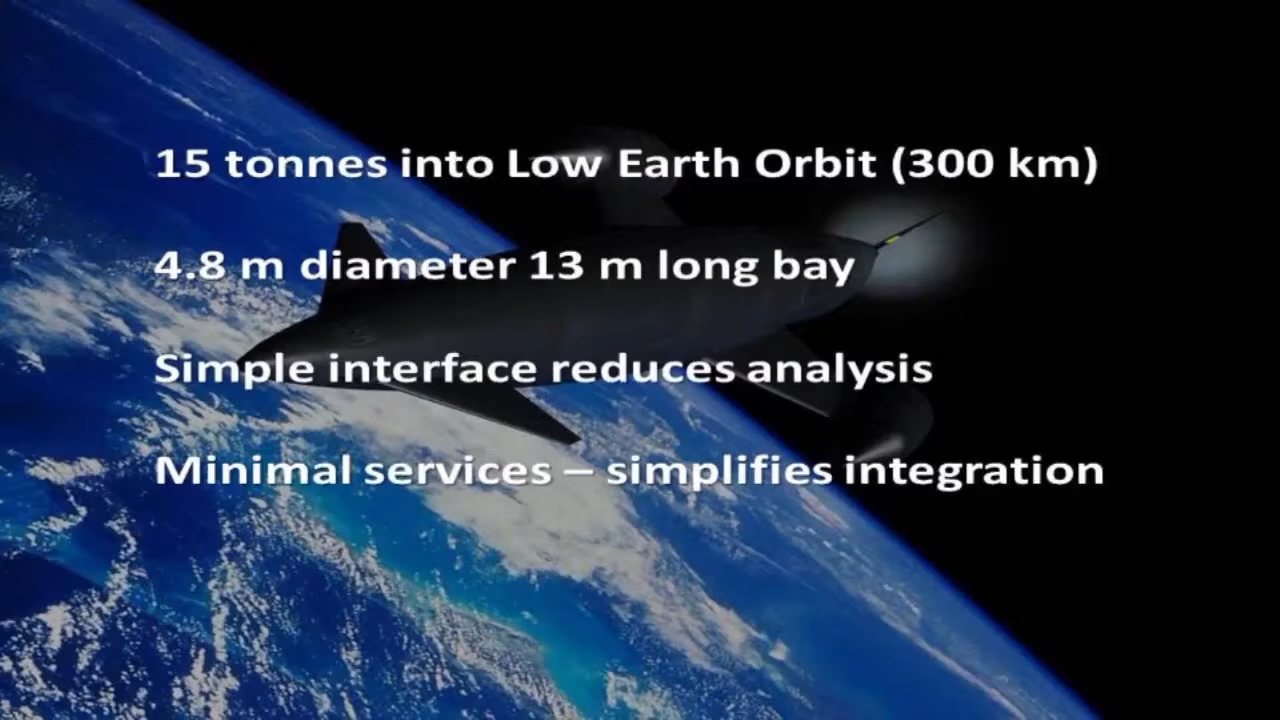 15 tonnes into Low Earth Orbit (300 km)
4.8 m diameter 13 m long bay
Simple interface reduces analysis
Minimal services – simplifies integration